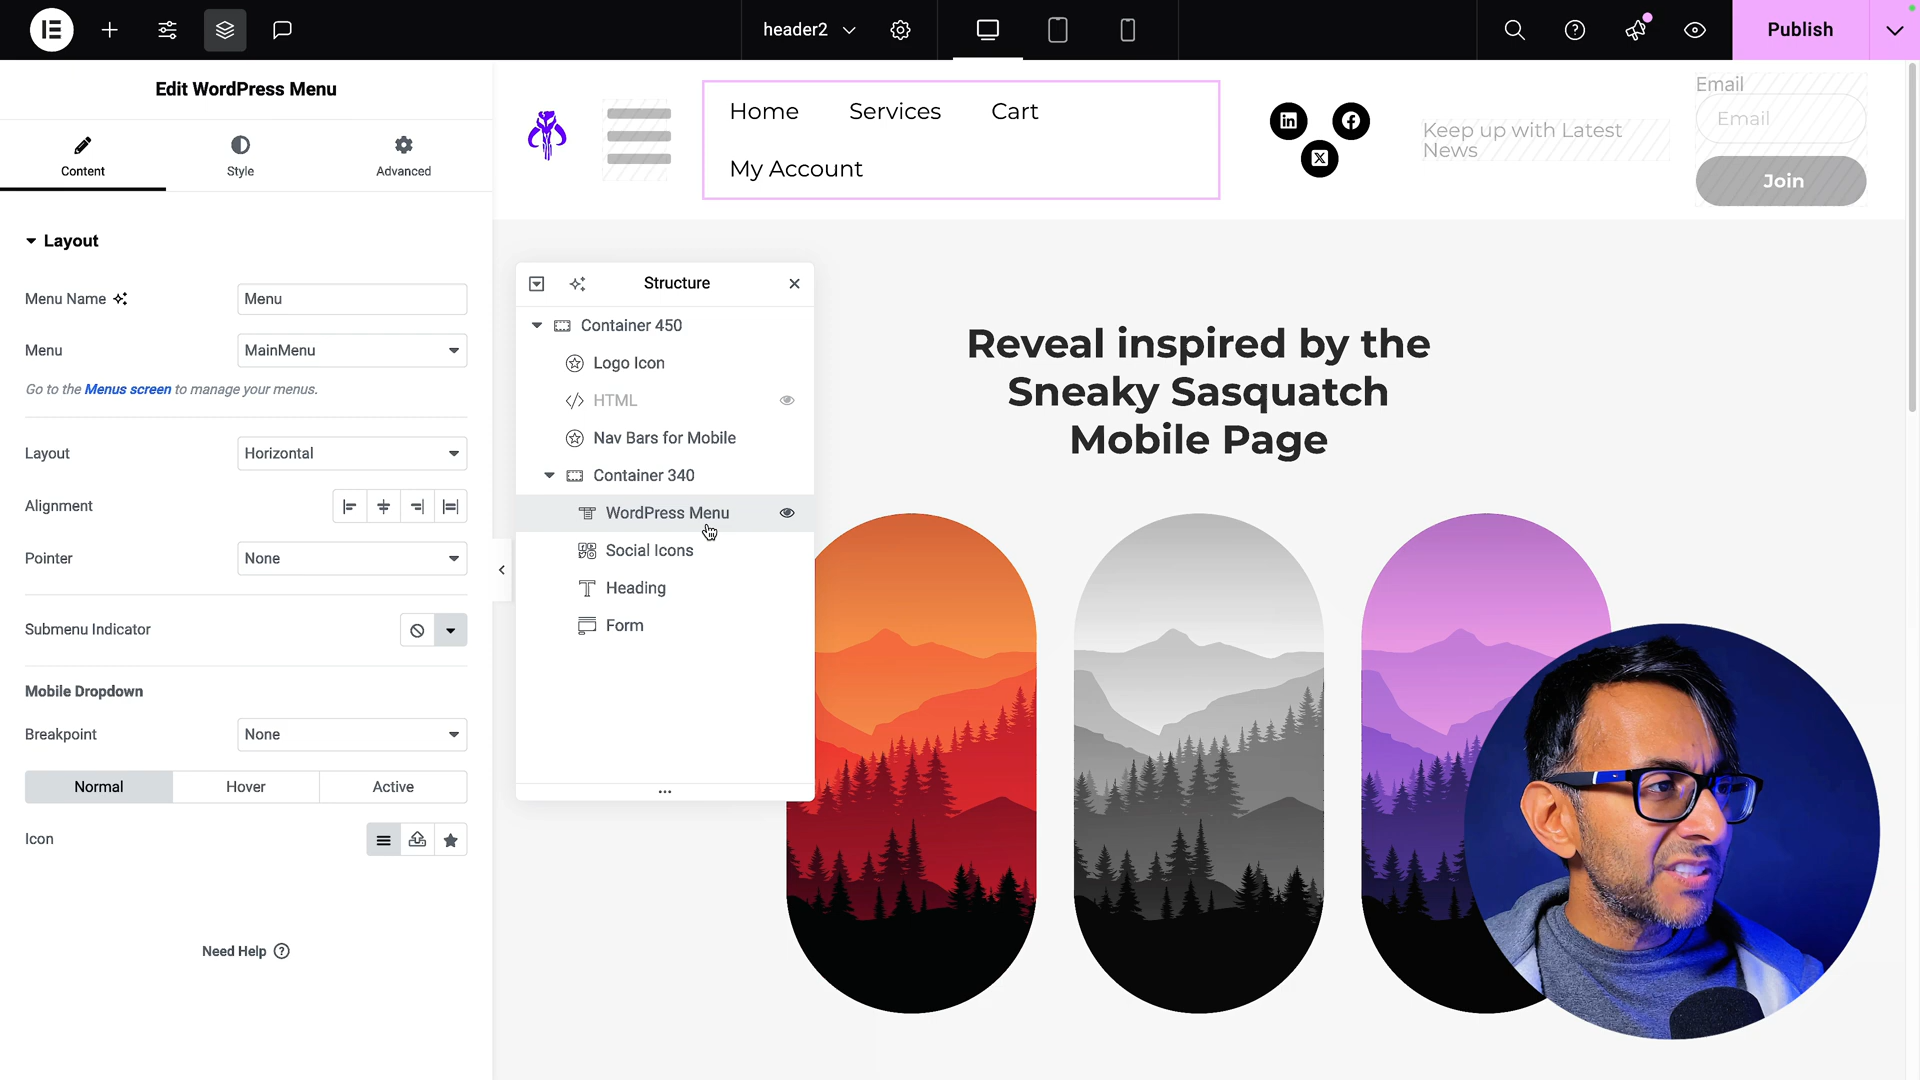 header2
Publish
Edit WordPress Menu
Content
Style
Advanced
Layout
Menu Name
Menu
Menu
MainMenu
Go to the Menus screen to manage your menus.
Layout
Horizontal
Alignment
Pointer
None
Submenu Indicator
Mobile Dropdown
Breakpoint
None
Normal
Hover
Active
Icon
Need Help
Home
Services
Cart
My Account
Keep up with Latest
News
Email
Email
Join
Structure
Container 450
Logo Icon
HTML
Nav Bars for Mobile
Container 340
WordPress Menu
Social Icons
Heading
Form
Reveal inspired by the
Sneaky Sasquatch
Mobile Page